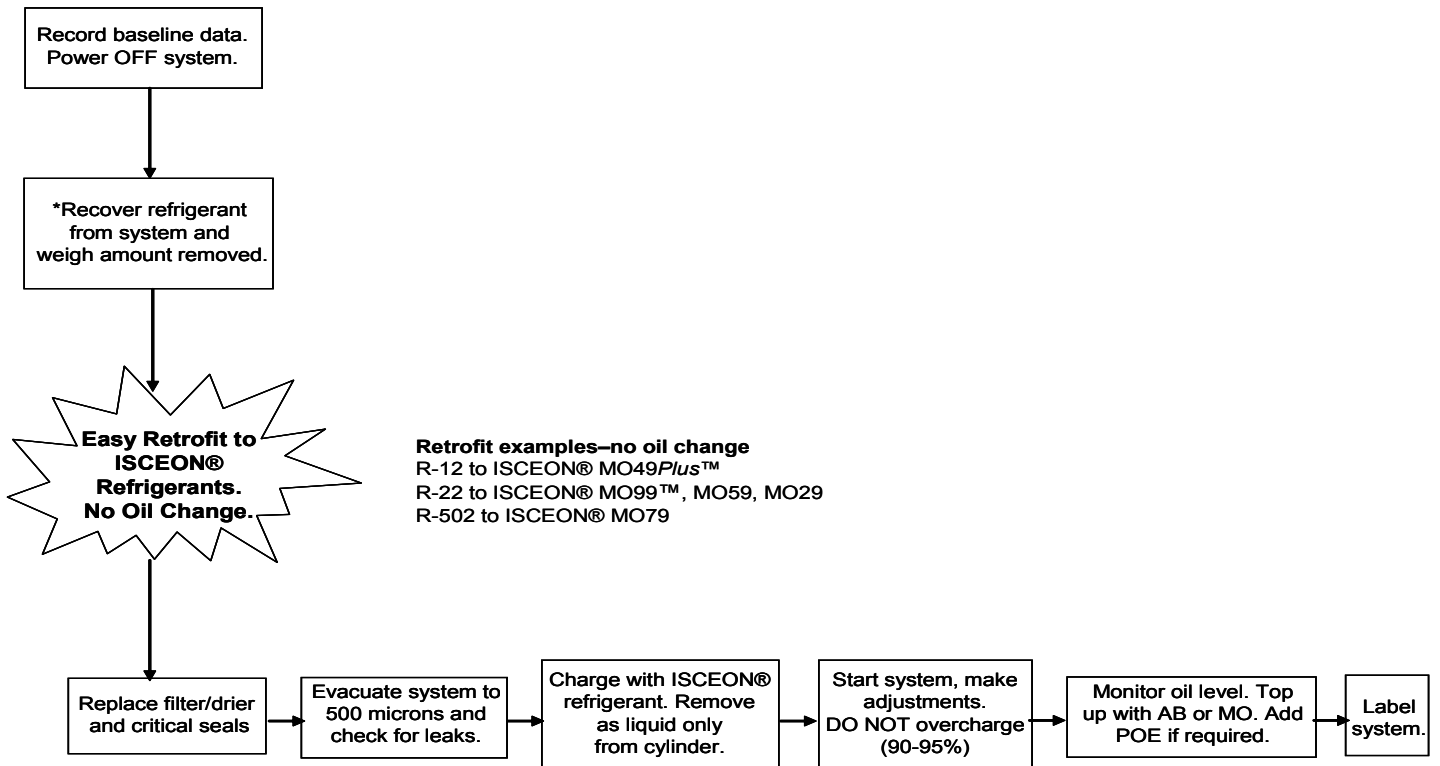 Record baseline data.
Power OFF system.
*Recover refrigerant
from system and
weigh amount removed.
Easy Retrofit to
ISCEON®
Refrigerants.
No Oil Change.
Retrofit examples–no oil change
R-12 to ISCEON® MO49Plus™
R-22 to ISCEON® MO99™, MO59, MO29
R-502 to ISCEON® MO79
Replace filter/drier
and critical seals
Evacuate system to
500 microns and
check for leaks.
Charge with ISCEON®
refrigerant. Remove
as liquid only
from cylinder.
Start system, make
adjustments.
DO NOT overcharge
(90-95%)
Monitor oil level. Top
up with AB or MO. Add
POE if required.
Label
system.